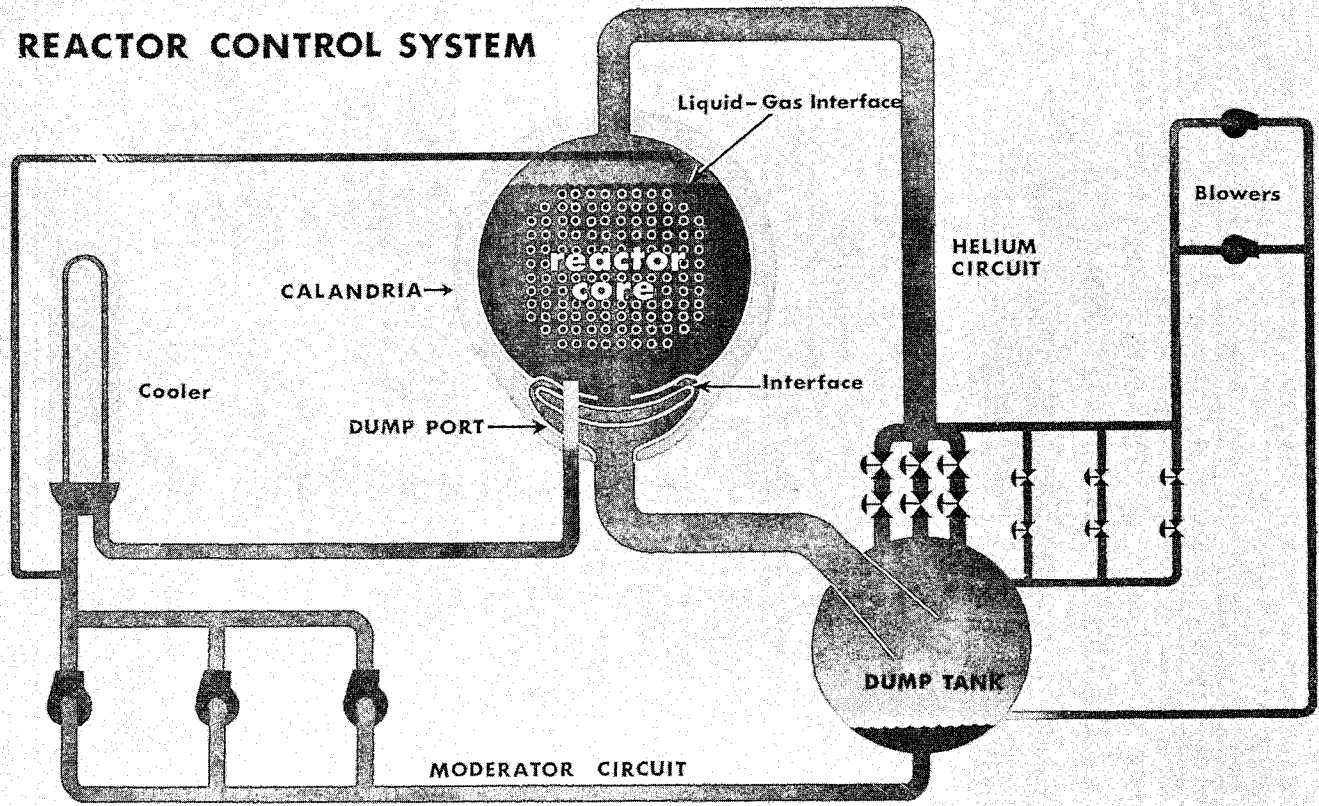 REACTOR CONTROL SYSTEM
Liquid-Gas Interface
Blowers
HELIUM
CIRCUIT
reactor
core
CALANDRIA
Interface
Cooler
DUMP PORT
DUMP TANK
MODERATOR CIRCUIT